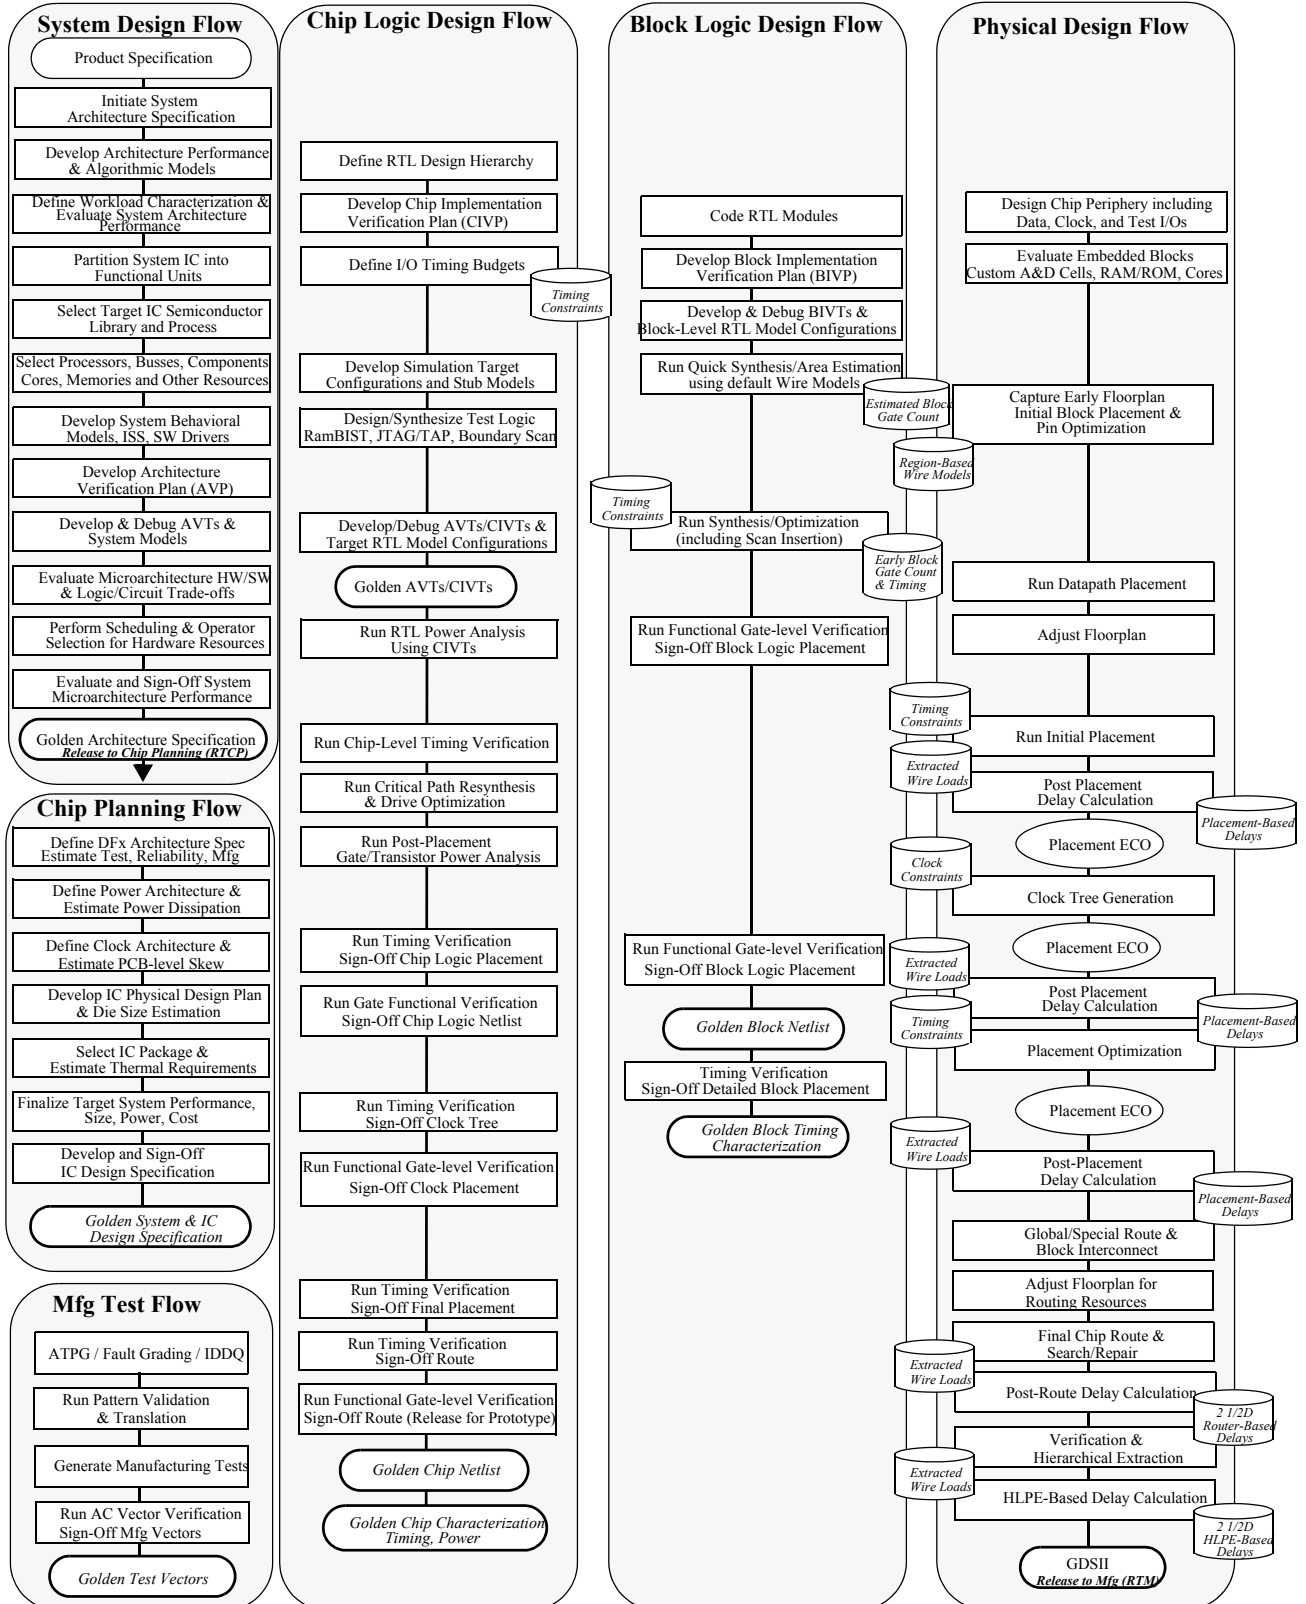 System Design Flow
Product Specification
Initiate System
Architecture Specification
Develop Architecture Performance
& Algorithmic Models
Define Workload Characterization &
Evaluate System Architecture
Performance
Partition System IC into
Functional Units
Select Target IC Semiconductor
Library and Process
Select Processors, Busses, Components
Cores, Memories and Other Resources
Develop System Behavioral
Models, ISS, SW Drivers
Develop Architecture
Verification Plan (AVP)
Develop & Debug AVTs &
System Models
Evaluate Microarchitecture HW/SW
& Logic/Circuit Trade-offs
Perform Scheduling & Operator
Selection for Hardware Resources
Evaluate and Sign-Off System
Microarchitecture Performance
Golden Architecture Specification
Release to Chip Planning (RTCP)
Chip Planning Flow
Define DFx Architecture Spec
Estimate Test, Reliability, Mfg
Define Power Architecture &
Estimate Power Dissipation
Define Clock Architecture &
Estimate PCB-level Skew
Develop IC Physical Design Plan
& Die Size Estimation
Select IC Package &
Estimate Thermal Requirements
Finalize Target System Performance,
Size, Power, Cost
Develop and Sign-Off
IC Design Specification
Golden System & IC
Design Specification
Mfg Test Flow
ATPG / Fault Grading / IDDQ
Run Pattern Validation
& Translation
Generate Manufacturing Tests
Run AC Vector Verification
Sign-Off Mfg Vectors
Golden Test Vectors
Chip Logic Design Flow
Define RTL Design Hierarchy
Develop Chip Implementation
Verification Plan (CIVP)
Define I/O Timing Budgets
Timing
Constraints
Develop Simulation Target
Configurations and Stub Models
Design/Synthesize Test Logic
RamBIST, JTAG/TAP, Boundary Scan
Develop/Debug AVTs/CIVTs &
Target RTL Model Configurations
Golden AVTs/CIVTs
Run RTL Power Analysis
Using CIVTs
Run Chip-Level Timing Verification
Run Critical Path Resynthesis
& Drive Optimization
Run Post-Placement
Gate/Transistor Power Analysis
Run Timing Verification
Sign-Off Chip Logic Placement
Run Gate Functional Verification
Sign-Off Chip Logic Netlist
Run Timing Verification
Sign-Off Clock Tree
Run Functional Gate-level Verification
Sign-Off Clock Placement
Run Timing Verification
Sign-Off Final Placement
Run Timing Verification
Sign-Off Route
Run Functional Gate-level Verification
Sign-Off Route (Release for Prototype)
Golden Chip Netlist
Golden Chip Characterization
Timing, Power
Block Logic Design Flow
Code RTL Modules
Develop Block Implementation
Verification Plan (BIVP)
Develop & Debug BIVTs &
Block-Level RTL Model Configurations
Run Quick Synthesis/Area Estimation
using default Wire Models
Estimated Block
Gate Count
Region-Based
Wire Models
Timing
Constraints
Run Synthesis/Optimization
(including Scan Insertion)
Early Block
Gate Count
& Timing
Run Functional Gate-level Verification
Sign-Off Block Logic Placement
Run Functional Gate-level Verification
Sign-Off Block Logic Placement
Golden Block Netlist
Timing Verification
Sign-Off Detailed Block Placement
Golden Block Timing
Characterization
Physical Design Flow
Design Chip Periphery including
Data, Clock, and Test I/Os
Evaluate Embedded Blocks
Custom A&D Cells, RAM/ROM, Cores
Capture Early Floorplan
Initial Block Placement &
Pin Optimization
Run Datapath Placement
Adjust Floorplan
Timing
Constraints
Run Initial Placement
Extracted
Wire Loads
Post Placement
Delay Calculation
Placement-Based
Delays
Placement ECO
Clock
Constraints
Clock Tree Generation
Placement ECO
Extracted
Wire Loads
Post Placement
Delay Calculation
Placement-Based
Delays
Timing
Constraints
Placement Optimization
Placement ECO
Extracted
Wire Loads
Post-Placement
Delay Calculation
Placement-Based
Delays
Global/Special Route &
Block Interconnect
Adjust Floorplan for
Routing Resources
Final Chip Route &
Search/Repair
Extracted
Wire Loads
Post-Route Delay Calculation
2 1/2D
Router-Based
Delays
Verification &
Hierarchical Extraction
Extracted
Wire Loads
HLPE-Based Delay Calculation
2 1/2D
HLPE-Based
Delays
GDSII
Release to Mfg (RTM)